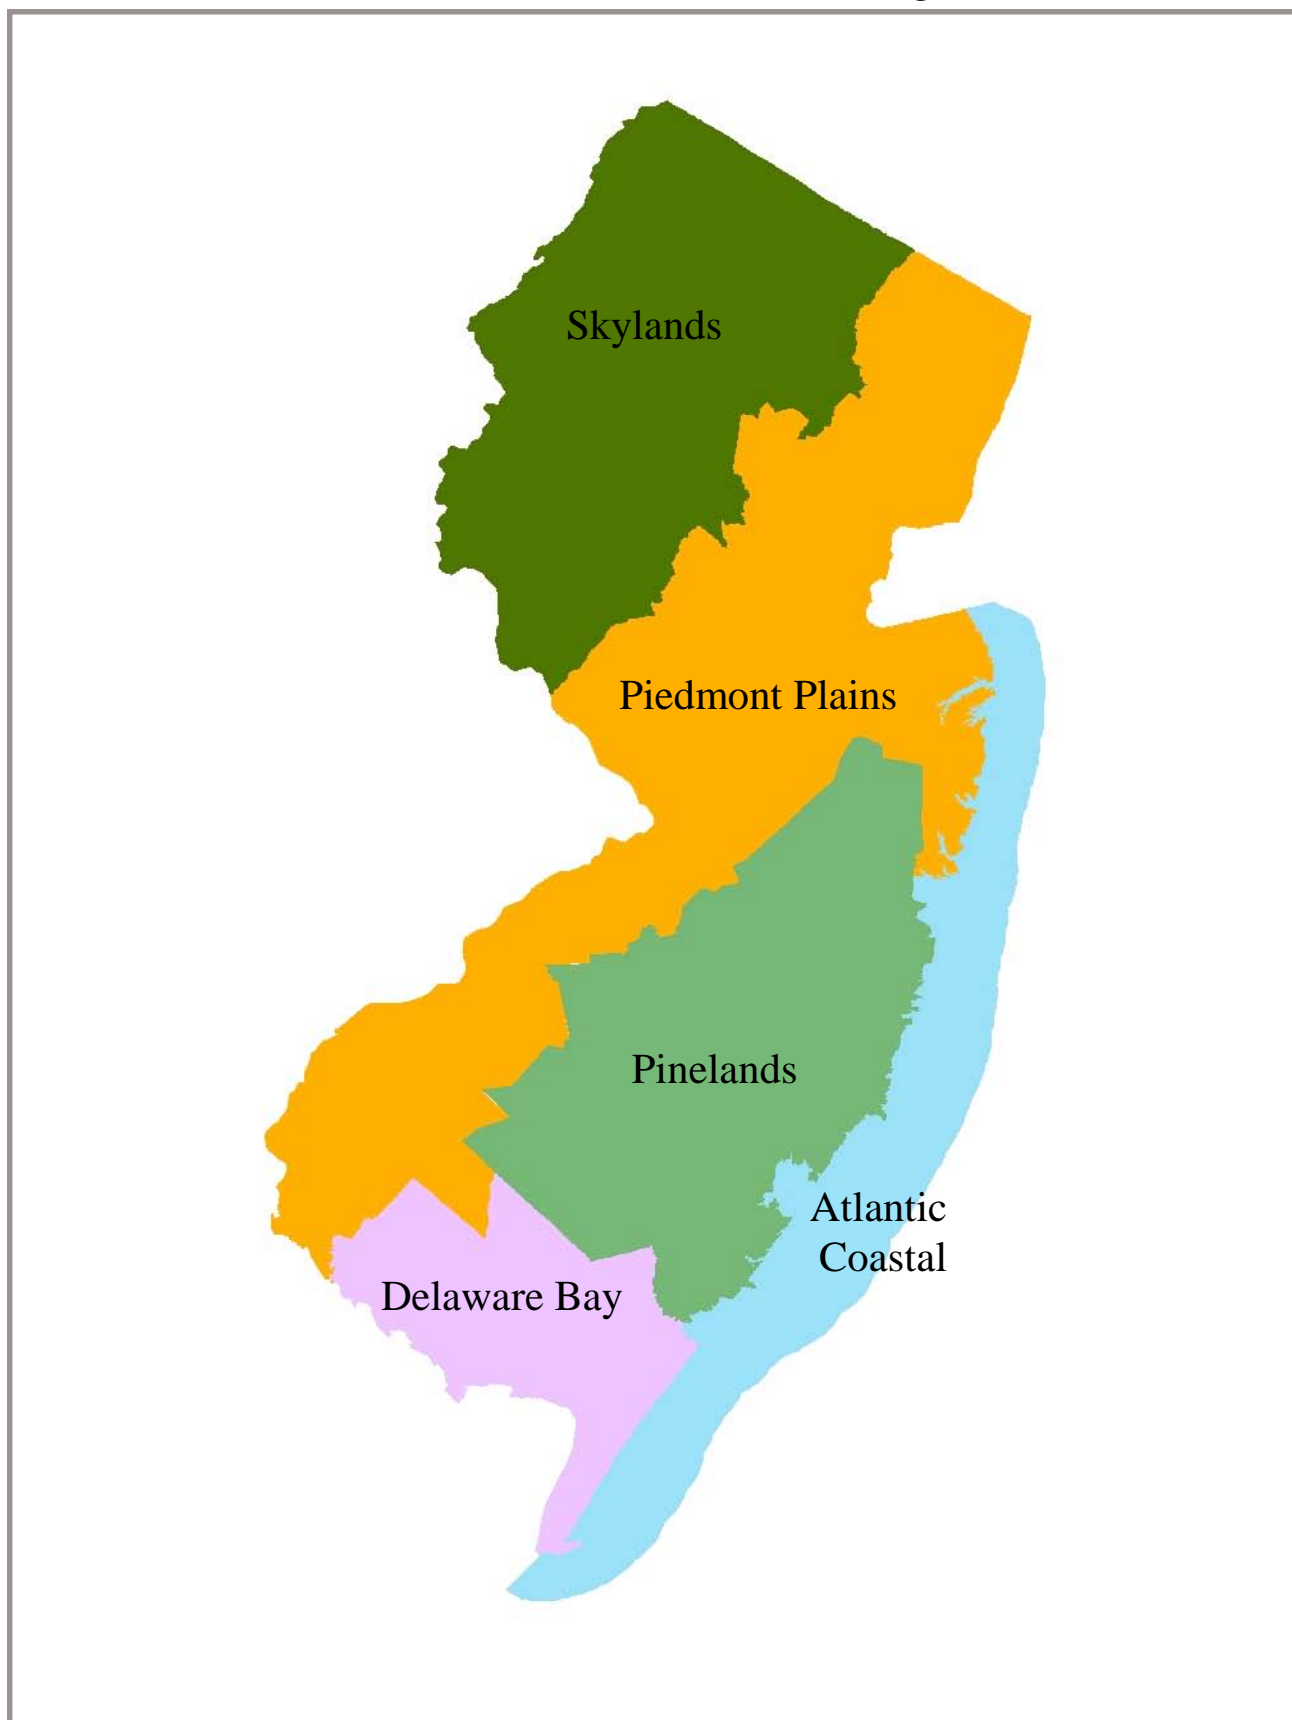 Skylands
Piedmont Plains
Pinelands
Atlantic
Coastal
Delaware Bay